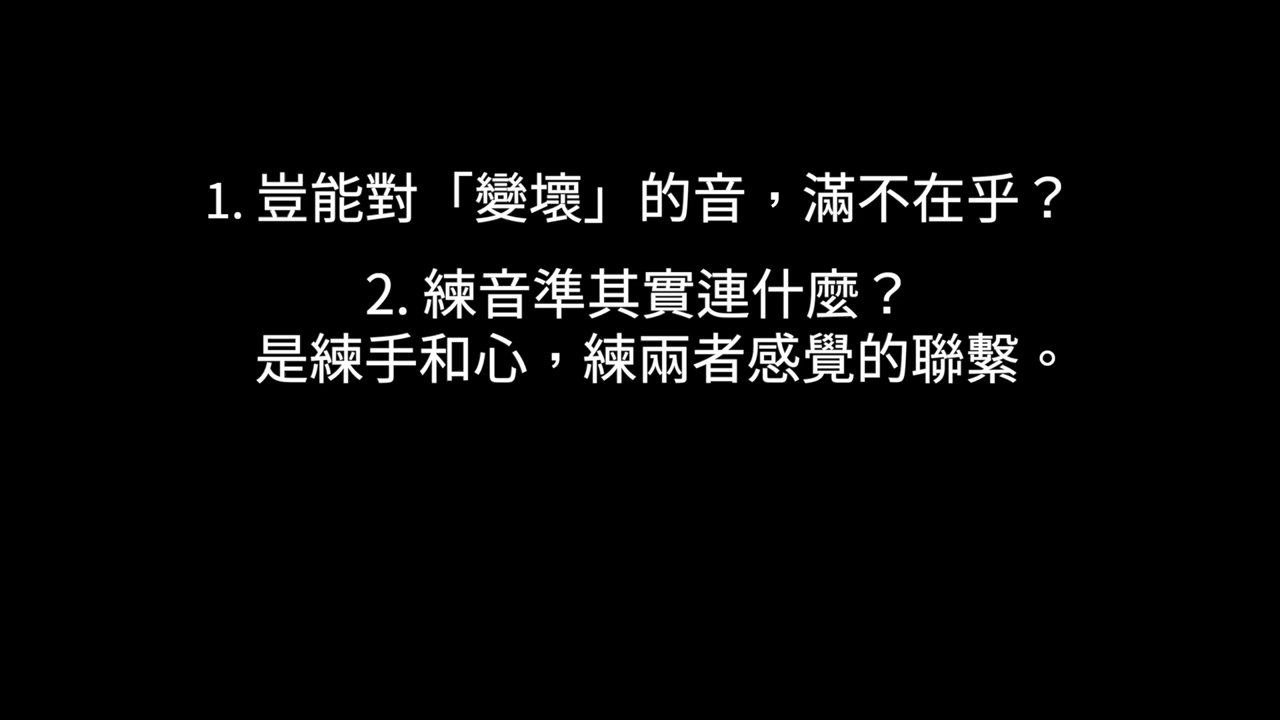 1. 豈能對「變壞」的音，滿不在乎？
2. 練音準其實連什麼？
是練手和心，練兩者感覺的聯繫。